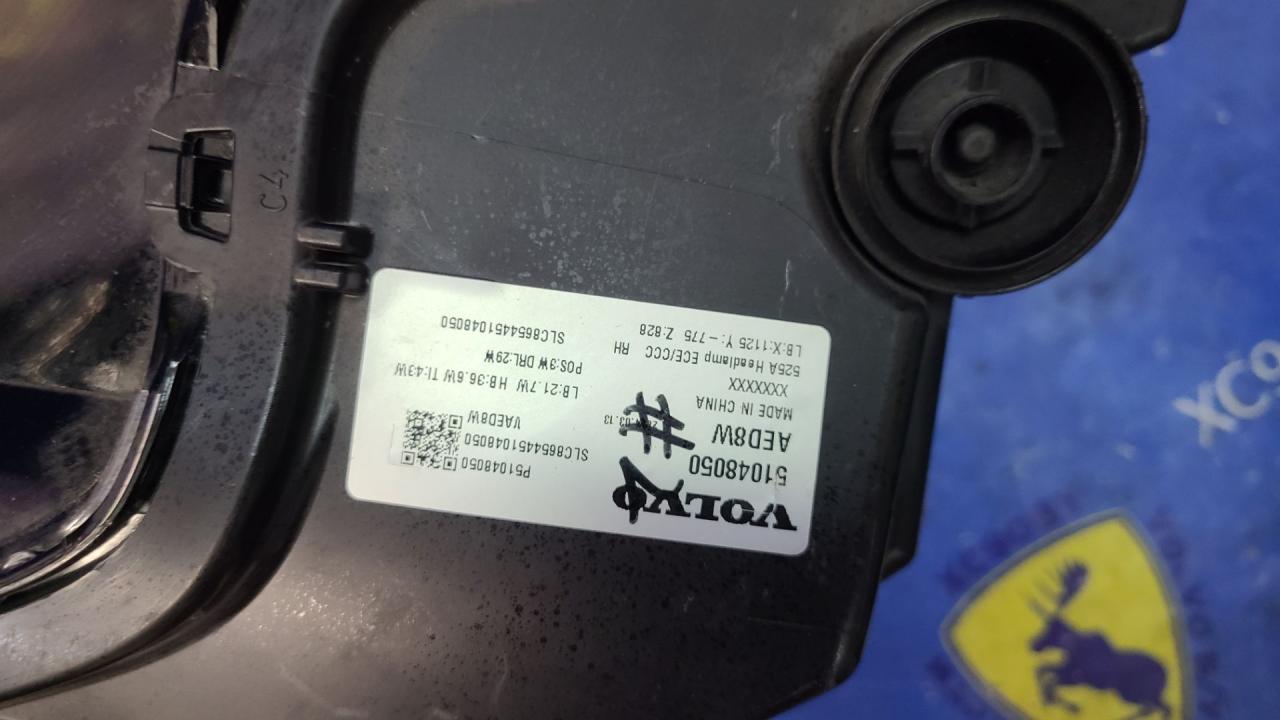 VOLVO
51048050
AED8W
MADE IN CHINA
XXXXXXX
525A Headlamp ECE/CCC RH
LB:X:1125 Y:-775 Z:828
P51048050
SLC8654451048050
VAED8W
LB:21.7W HB:36.6W TI:43W
POS:3W DRL:29W
SLC8654451048050
#
C4